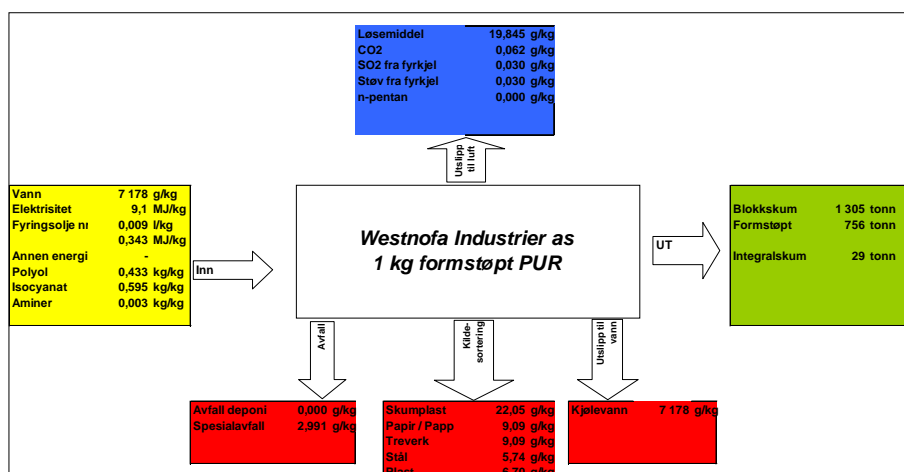 Løsemiddel 19,845 g/kg
CO2 0,062 g/kg
SO2 fra fyrkjel 0,030 g/kg
Støv fra fyrkjel 0,030 g/kg
n-pentan 0,000 g/kg
Utslipp
til luft
Vann 7 178 g/kg
Elektrisitet 9,1 MJ/kg
Fyringsolje nr 0,009 l/kg
0,343 MJ/kg
Annen energi -
Polyol 0,433 kg/kg
Isocyanat 0,595 kg/kg
Aminer 0,003 kg/kg
Inn
Westnofa Industrier as
1 kg formstøpt PUR
UT
Blokkskum 1 305 tonn
Formstøpt 756 tonn
Integralskum 29 tonn
Avfall
Kilde-
sortering
Utslipp til
vann
Avfall deponi 0,000 g/kg
Spesialavfall 2,991 g/kg
Skumplast 22,05 g/kg
Papir / Papp 9,09 g/kg
Treverk 9,09 g/kg
Stål 5,74 g/kg
Plast 6,79 g/kg
Kjølevann 7 178 g/kg